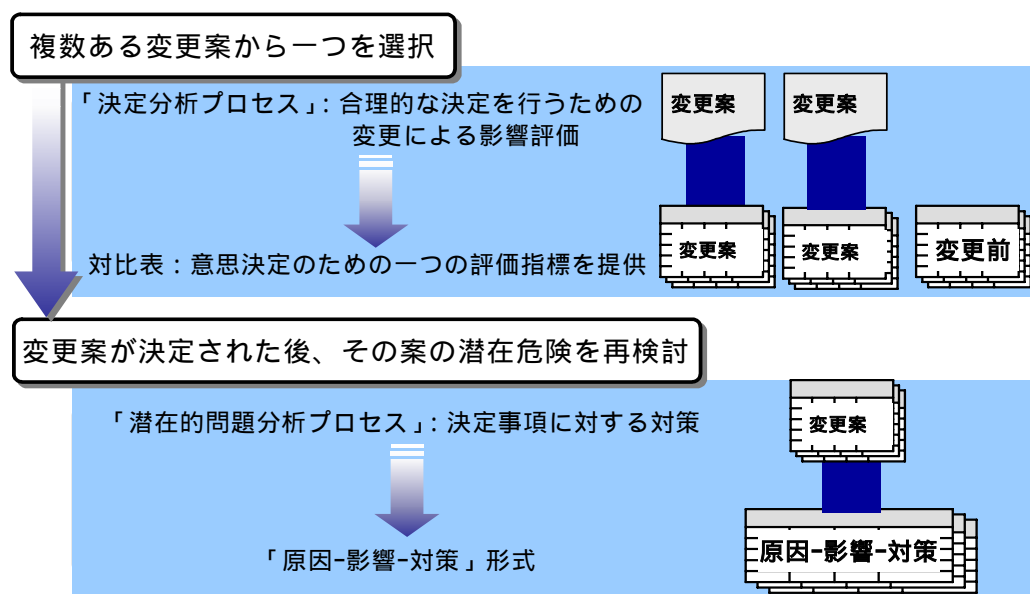 複数ある変更案から一つを選択
「決定分析プロセス」：合理的な決定を行うための
変更による影響評価
対比表：意思決定のための一つの評価指標を提供
変更案
変更案
変更案
変更案
変更前
変更案が決定された後、その案の潜在危険を再検討
「潜在的問題分析プロセス」：決定事項に対する対策
「原因-影響-対策」形式
変更案
原因-影響-対策